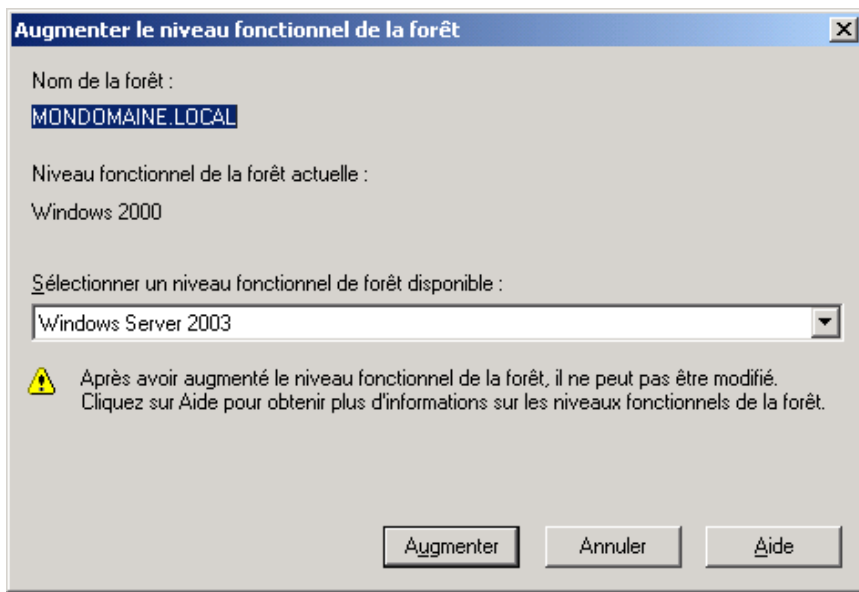 Augmenter le niveau fonctionnel de la forêt
Nom de la forêt :
MONDOMAINE.LOCAL
Niveau fonctionnel de la forêt actuelle :
Windows 2000
Sélectionner un niveau fonctionnel de forêt disponible :
Windows Server 2003
Après avoir augmenté le niveau fonctionnel de la forêt, il ne peut pas être modifié.
Cliquez sur Aide pour obtenir plus d'informations sur les niveaux fonctionnels de la forêt.
Augmenter Annuler Aide